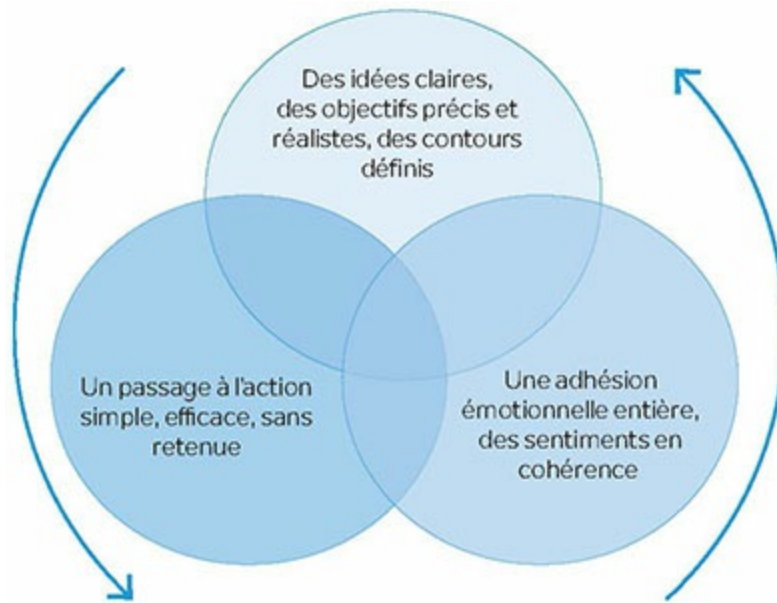 Des idées claires,
des objectifs précis et
réalistes, des contours
définis
Un passage à l'action
simple, efficace, sans
retenue
Une adhésion
émotionnelle entière,
des sentiments en
cohérence